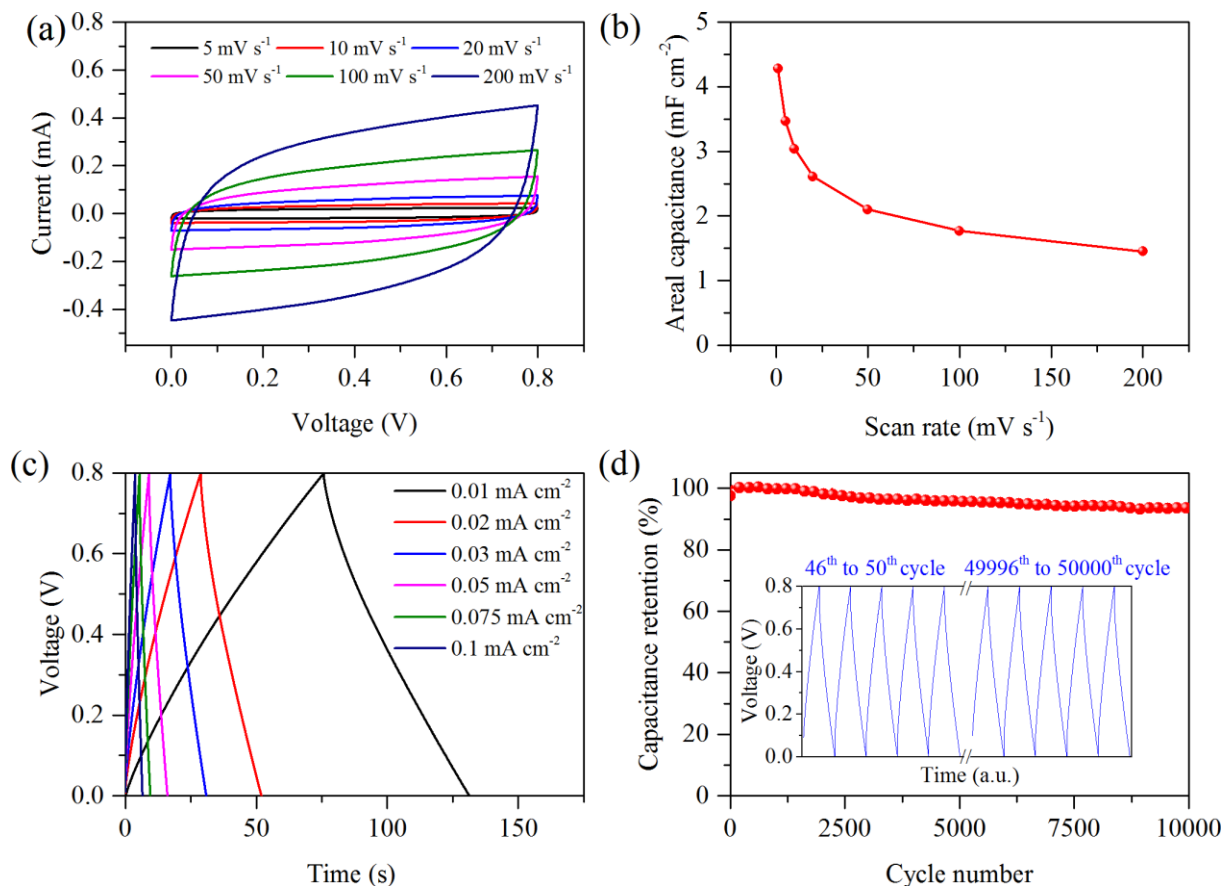 (a)
5 mV s⁻¹ 10 mV s⁻¹ 20 mV s⁻¹
50 mV s⁻¹ 100 mV s⁻¹ 200 mV s⁻¹
0.8
0.6
0.4
0.2
0.0
-0.2
-0.4
Current (mA)
0.0 0.2 0.4 0.6 0.8
Voltage (V)
(b)
5
4
3
2
1
0
Areal capacitance (mF cm⁻²)
0 50 100 150 200
Scan rate (mV s⁻¹)
(c)
0.01 mA cm⁻²
0.02 mA cm⁻²
0.03 mA cm⁻²
0.05 mA cm⁻²
0.075 mA cm⁻²
0.1 mA cm⁻²
0.8
0.6
0.4
0.2
0.0
Voltage (V)
0 50 100 150
Time (s)
(d)
120
100
80
60
40
20
0
Capacitance retention (%)
46th to 50th cycle 49996th to 50000th cycle
0.8
0.4
0.0
Voltage (V)
Time (a.u.)
0 2500 5000 7500 10000
Cycle number